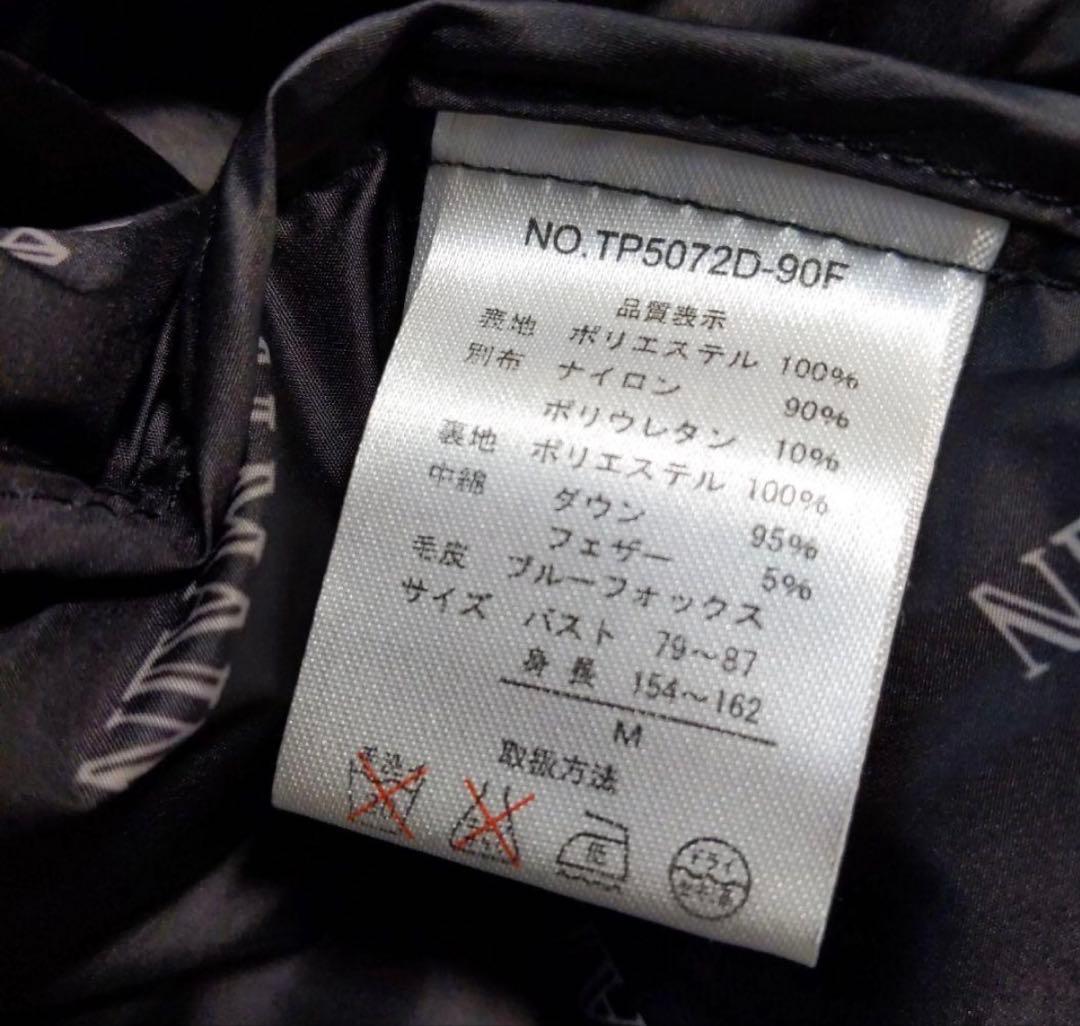 NO.TP5072D-90F
品質表示
表地 ポリエステル 100%
別布 ナイロン 90%
ポリウレタン 10%
裏地 ポリエステル 100%
中綿 ダウン 95%
フェザー 5%
毛皮 ブルーフォックス
サイズ バスト 79～87
身長 154～162
M
取扱方法
低
ドライ